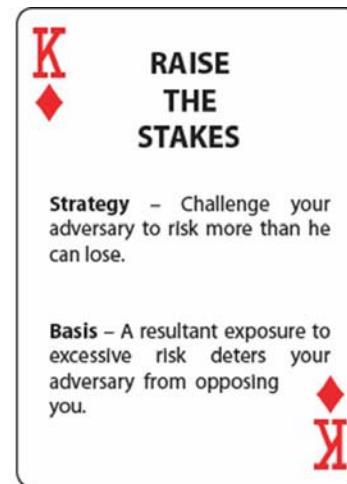 K
RAISE
THE
STAKES
Strategy – Challenge your
adversary to risk more than he
can lose.
Basis – A resultant exposure to
excessive risk deters your
adversary from opposing
you.
K